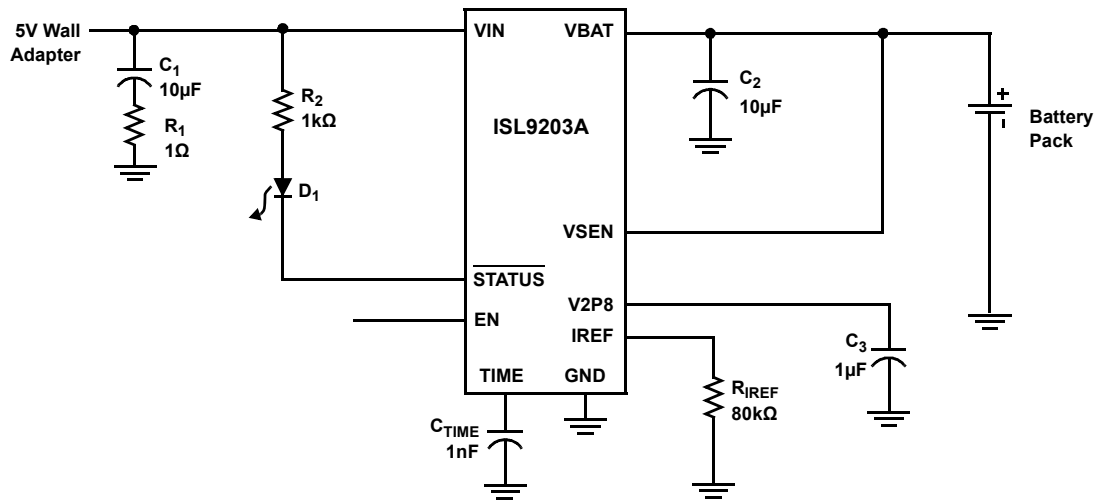 5V Wall
Adapter
C1
10µF
R1
1Ω
R2
1kΩ
D1
VIN
VBAT
ISL9203A
C2
10µF
+
-
Battery
Pack
VSEN
STATUS
V2P8
EN
IREF
TIME
GND
C3
1µF
RIREF
80kΩ
CTIME
1nF